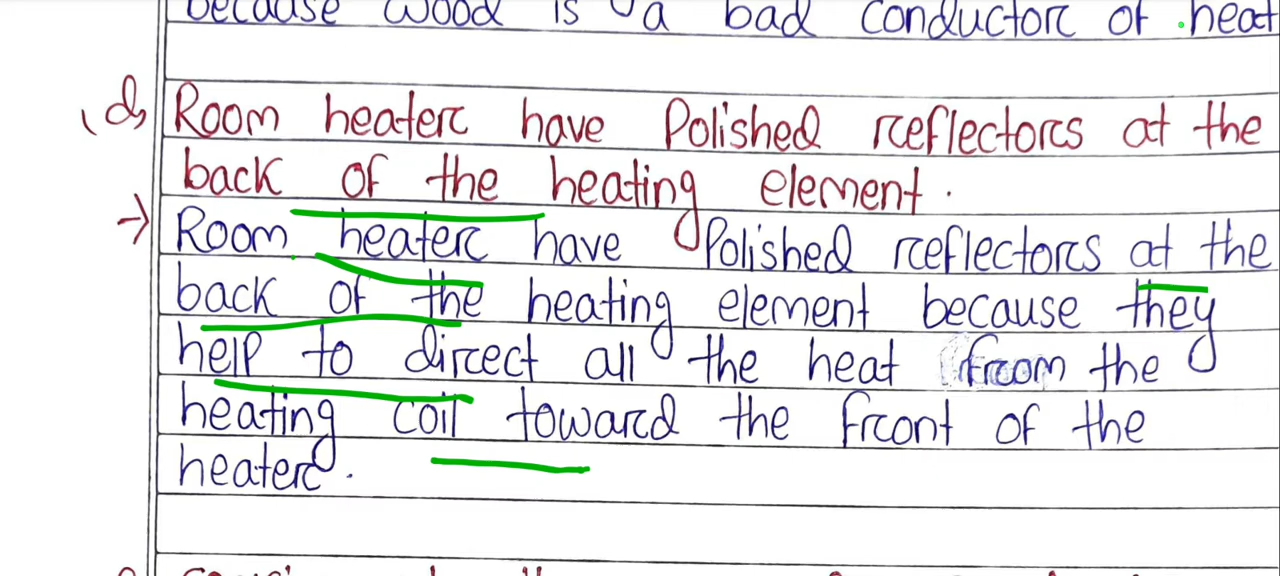 because wood is a bad conductor of heat
(d) Room heater have Polished reflectors at the
back of the heating element.
→ Room heater have Polished reflectors at the
back of the heating element because they
help to direct all the heat from the
heating coil toward the front of the
heater.